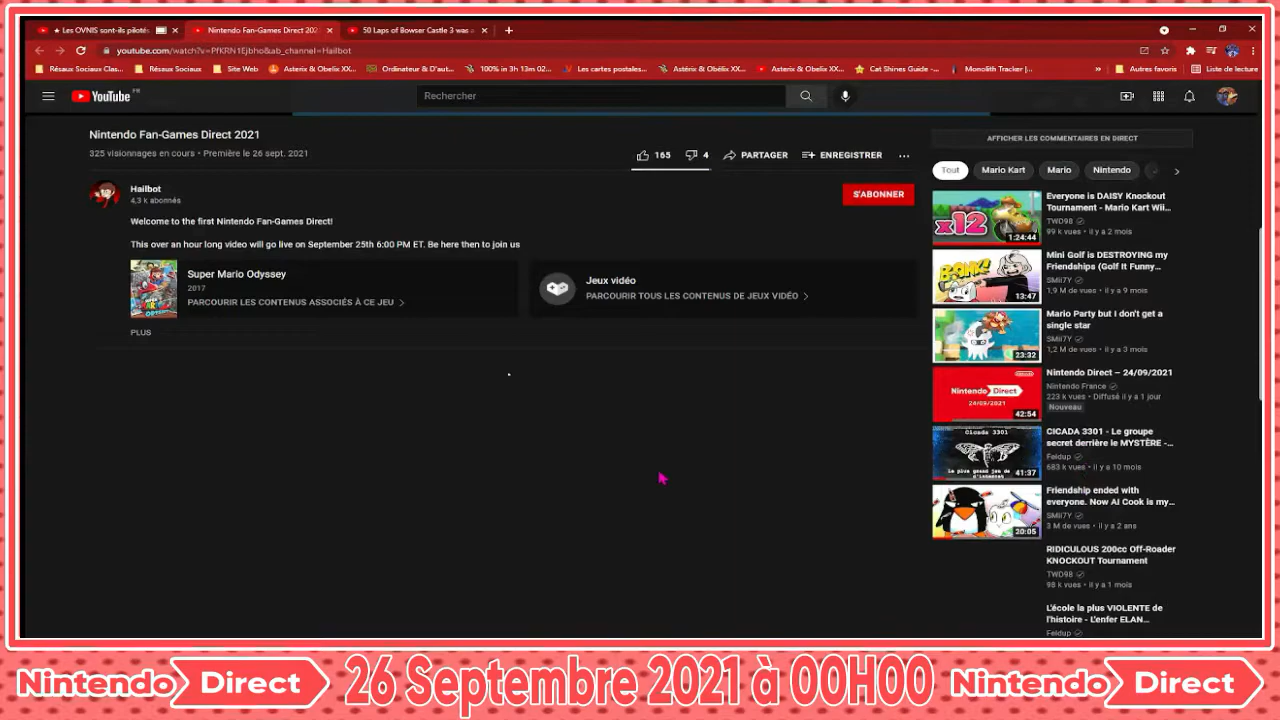 ★ Les OVNIS sont-ils pilotés
Nintendo Fan-Games Direct 202
50 Laps of Bowser Castle 3 was a
youtube.com/watch?v=PfKRN1Ejbho&ab_channel=Hailbot
Résaux Sociaux Clas...
Résaux Sociaux
Site Web
Asterix & Obelix XX...
Ordinateur & D'aut...
100% in 3h 13m 02...
Les cartes postales...
Astérix & Obélix XX...
Asterix & Obelix XX...
Cat Shines Guide -...
Monolith Tracker |...
Autres favoris
Liste de lecture
YouTube FR
Rechercher
Nintendo Fan-Games Direct 2021
325 visionnages en cours • Première le 26 sept. 2021
165
4
PARTAGER
ENREGISTRER
Hailbot
4,3 k abonnés
S'ABONNER
Welcome to the first Nintendo Fan-Games Direct!
This over an hour long video will go live on September 25th 6:00 PM ET. Be here then to join us
Super Mario Odyssey
2017
PARCOURIR LES CONTENUS ASSOCIÉS À CE JEU
Jeux vidéo
PARCOURIR TOUS LES CONTENUS DE JEUX VIDÉO
PLUS
AFFICHER LES COMMENTAIRES EN DIRECT
Tout
Mario Kart
Mario
Nintendo
x12
1:24:44
Everyone is DAISY Knockout
Tournament - Mario Kart Wii...
TWD98
99 k vues • il y a 2 mois
13:47
Mini Golf is DESTROYING my
Friendships (Golf It Funny...
SMii7Y
1,9 M de vues • il y a 9 mois
23:32
Mario Party but I don't get a
single star
SMii7Y
1,2 M de vues • il y a 3 mois
Nintendo Direct
24/09/2021
42:54
Nintendo Direct – 24/09/2021
Nintendo France
223 k vues • Diffusé il y a 1 jour
Nouveau
Cicada 3301
le plus grand jeu de
d'internet
41:37
CICADA 3301 - Le groupe
secret derrière le MYSTÈRE -...
Feldup
683 k vues • il y a 10 mois
20:05
Friendship ended with
everyone. Now AI Cook is my...
SMii7Y
3 M de vues • il y a 2 ans
RIDICULOUS 200cc Off-Roader
KNOCKOUT Tournament
TWD98
98 k vues • il y a 1 mois
L'école la plus VIOLENTE de
l'histoire - L'enfer ELAN...
Feldup
Nintendo Direct
26 Septembre 2021 à 00H00
Nintendo Direct